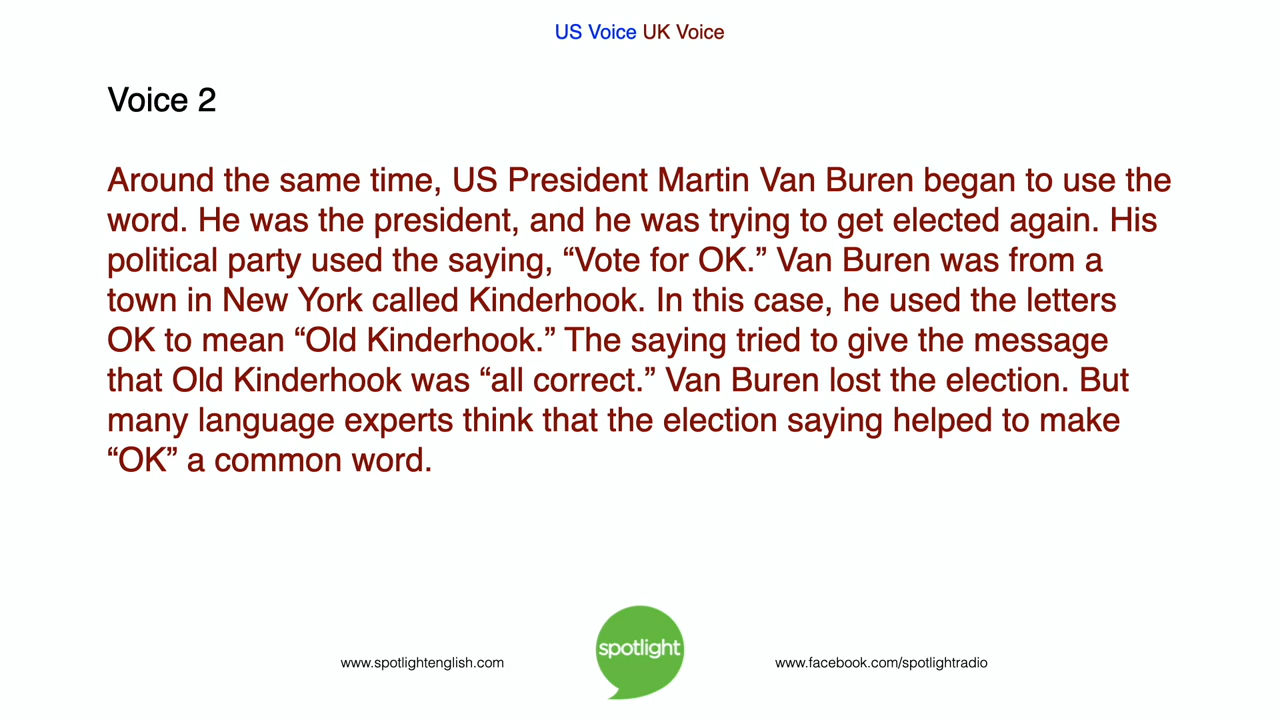 US Voice UK Voice
Voice 2
Around the same time, US President Martin Van Buren began to use the
word. He was the president, and he was trying to get elected again. His
political party used the saying, “Vote for OK.” Van Buren was from a
town in New York called Kinderhook. In this case, he used the letters
OK to mean “Old Kinderhook.” The saying tried to give the message
that Old Kinderhook was “all correct.” Van Buren lost the election. But
many language experts think that the election saying helped to make
“OK” a common word.
spotlight
www.spotlightenglish.com
www.facebook.com/spotlightradio